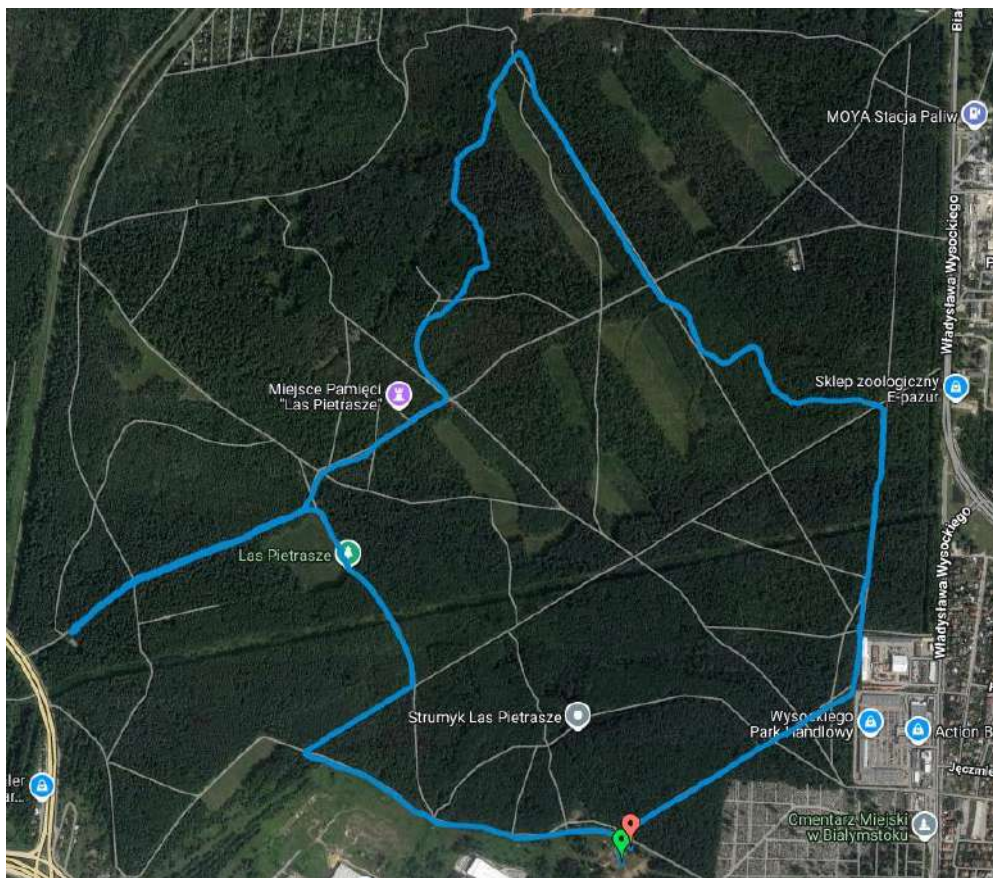 MOYA Stacja Paliw
Władysława Wysockiego
Sklep zoologiczny
E-pazur
Miejsce Pamięci
"Las Pietrasze"
Las Pietrasze
Władysława Wysockiego
Strumyk Las Pietrasze
Wysockiego
Park Handlowy
Action B
Jęczmie
Cmentarz Miejski
w Białymstoku